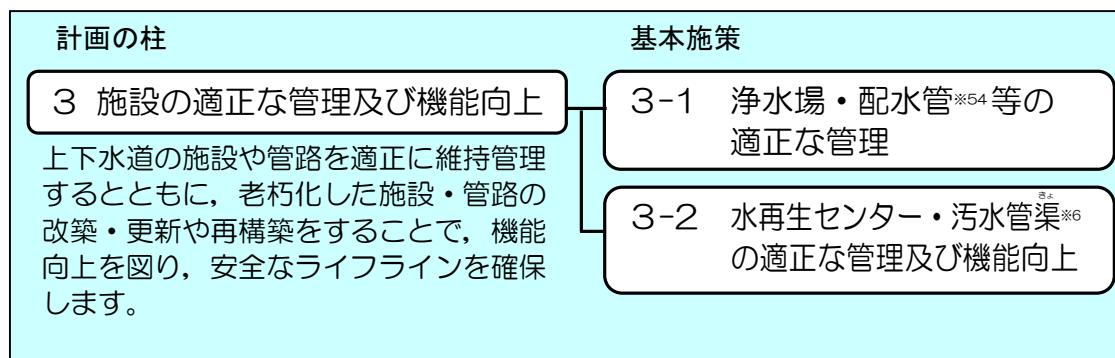 計画の柱
基本施策
3 施設の適正な管理及び機能向上
上下水道の施設や管路を適正に維持管理
するとともに，老朽化した施設・管路の
改築・更新や再構築をすることで，機能
向上を図り，安全なライフラインを確保
します。
3-1 浄水場・配水管※54等の
適正な管理
きょ
3-2 水再生センター・汚水管渠※6
の適正な管理及び機能向上